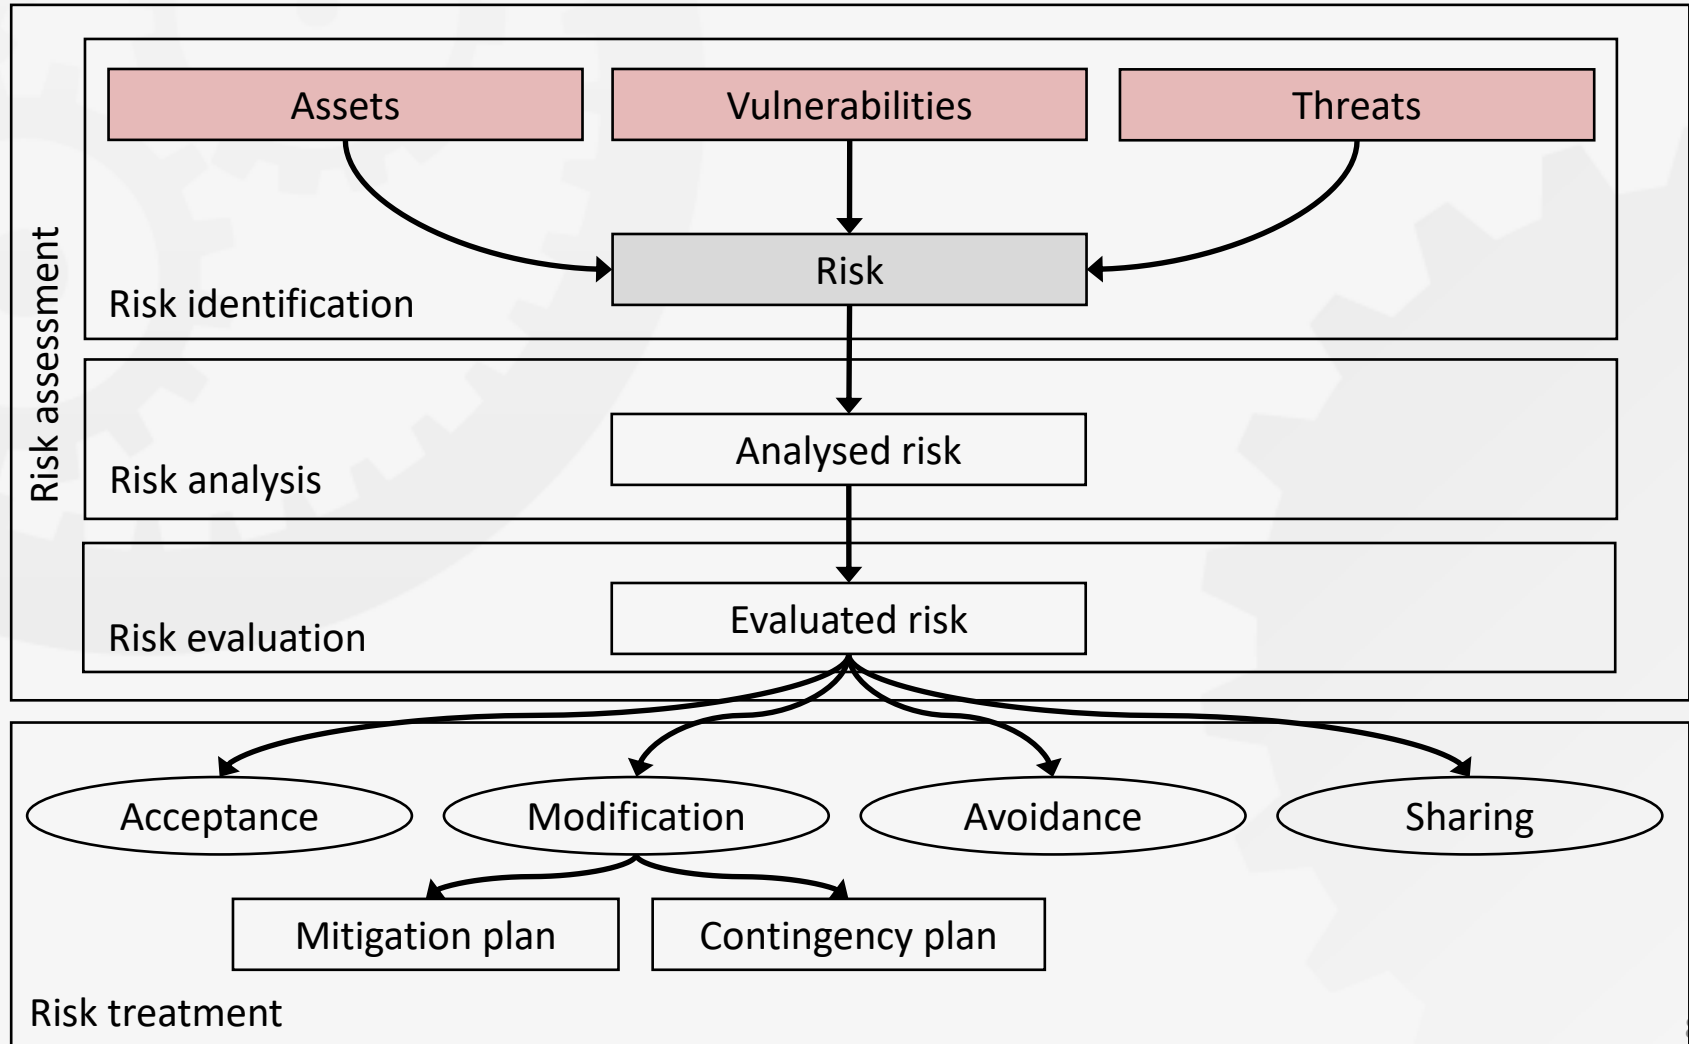 Assets
Vulnerabilities
Threats
Risk
Risk identification
Risk assessment
Analysed risk
Risk analysis
Evaluated risk
Risk evaluation
Acceptance
Modification
Avoidance
Sharing
Mitigation plan
Contingency plan
Risk treatment